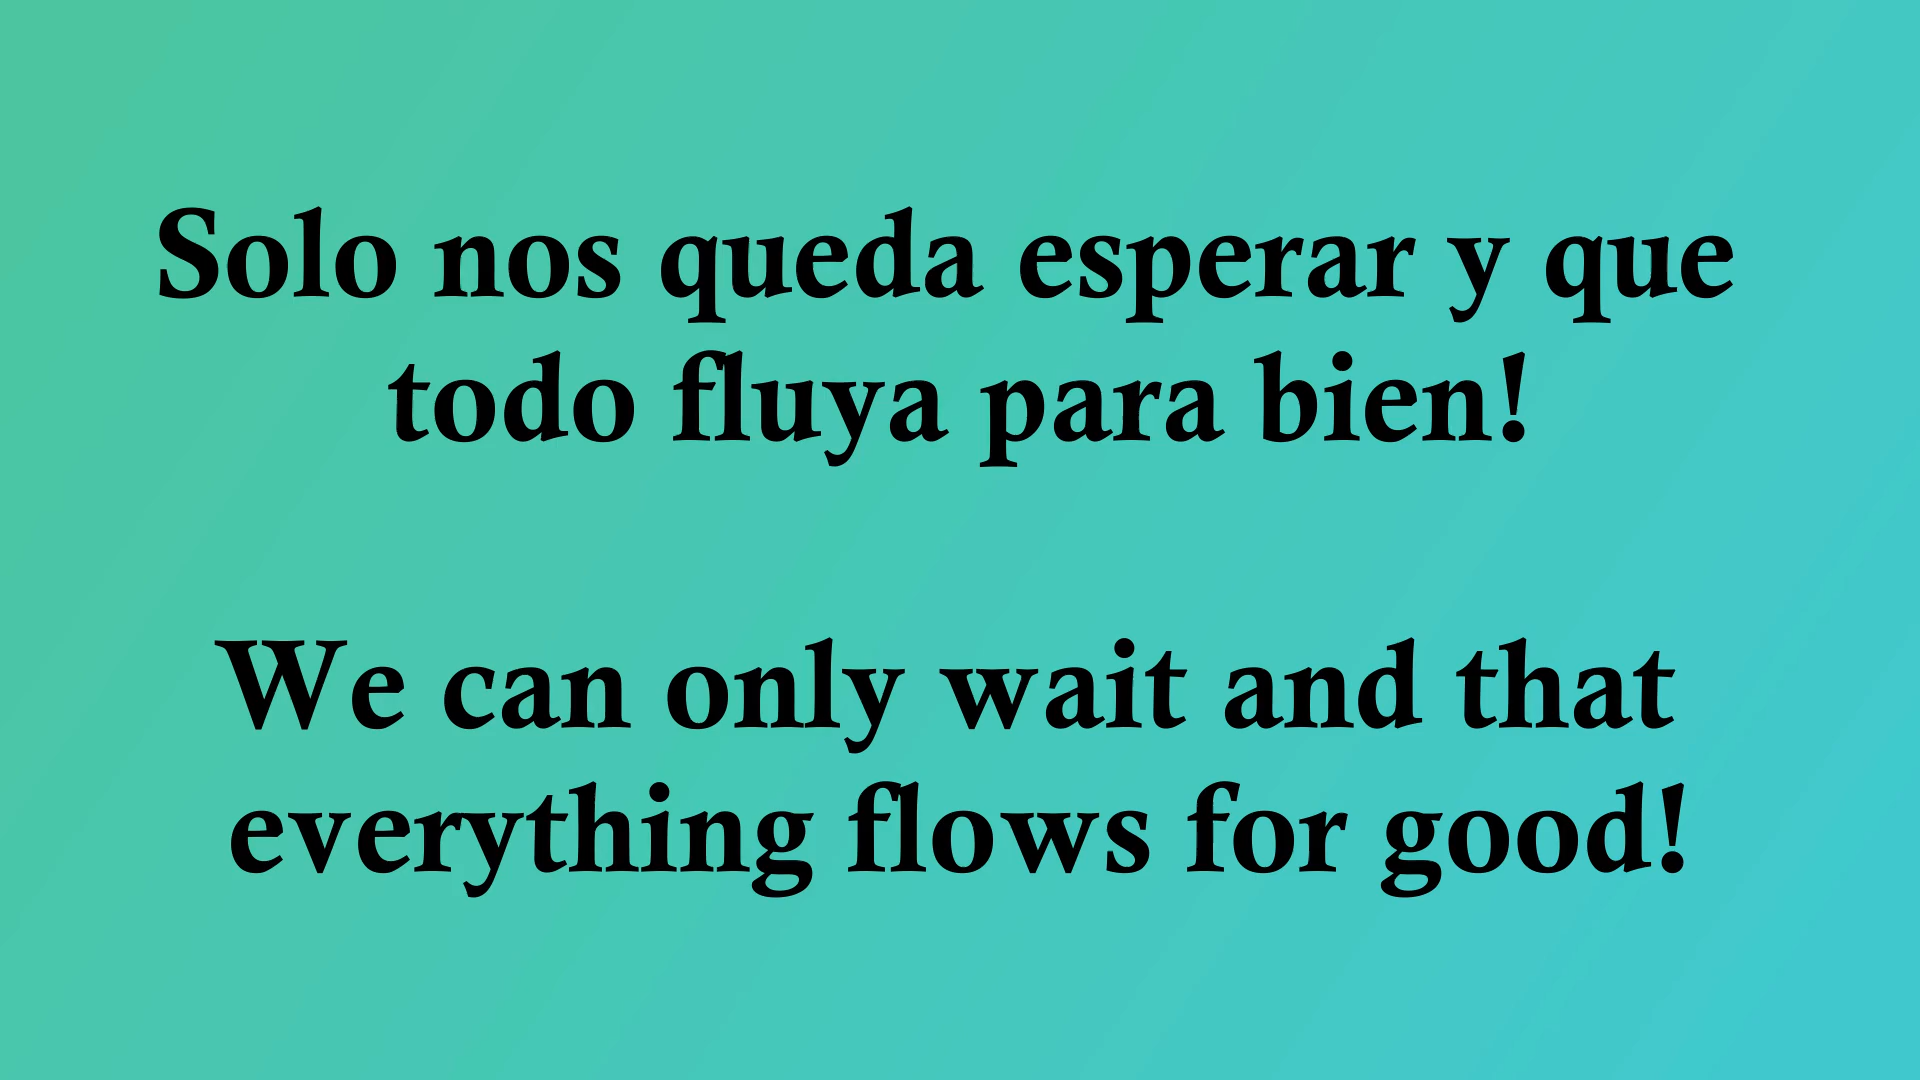 Solo nos queda esperar y que
todo fluya para bien!
We can only wait and that
everything flows for good!